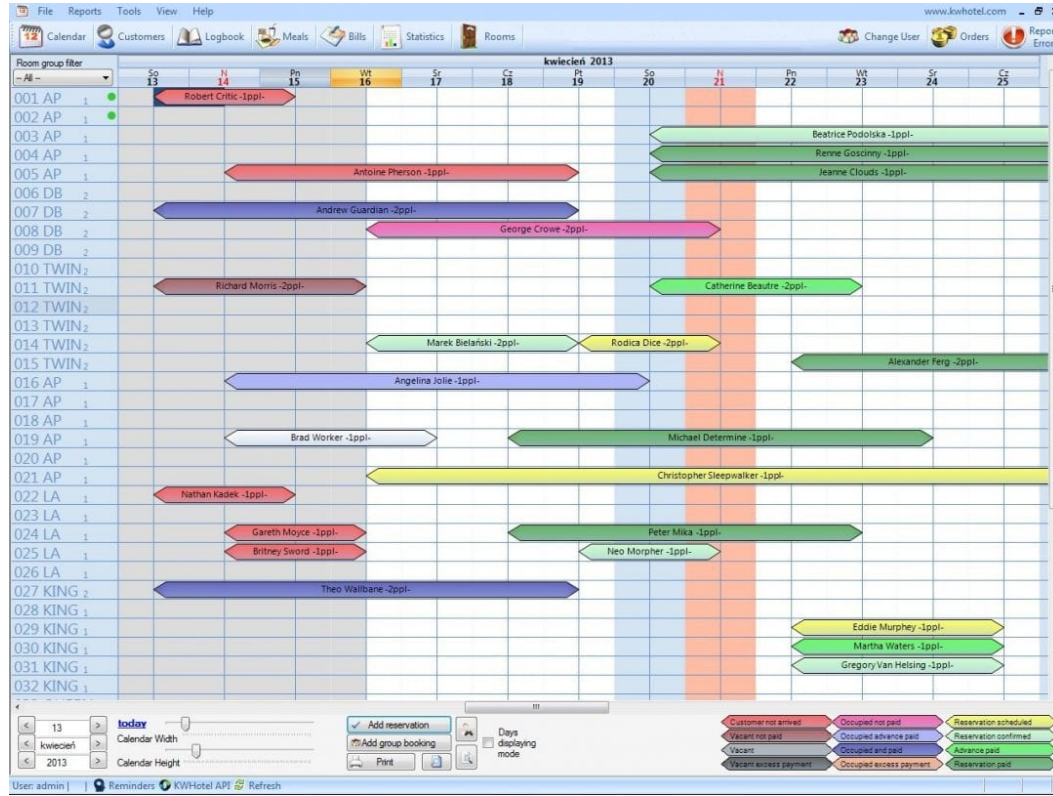 File Reports Tools View Help www.kwhotel.com
Calendar Customers Logbook Meals Bills Statistics Rooms Change User Orders Report Error
Room group filter kwiecień 2013
-- All -- So 13 N 14 Pn 15 Wt 16 Śr 17 Cz 18 Pt 19 So 20 N 21 Pn 22 Wt 23 Śr 24 Cz 25
001 AP 1 Robert Critic -1ppl-
002 AP 1
003 AP 1 Beatrice Podolska -1ppl-
004 AP 1 Renne Goscinny -1ppl-
005 AP 1 Antoine Pherson -1ppl- Jeanne Clouds -1ppl-
006 DB 2
007 DB 2 Andrew Guardian -2ppl-
008 DB 2 George Crowe -2ppl-
009 DB 2
010 TWIN 2
011 TWIN 2 Richard Morris -2ppl- Catherine Beautre -2ppl-
012 TWIN 2
013 TWIN 2
014 TWIN 2 Marek Bielański -2ppl- Rodica Dice -2ppl-
015 TWIN 2 Alexander Ferg -2ppl-
016 AP 1 Angelina Jolie -1ppl-
017 AP 1
018 AP 1
019 AP 1 Brad Worker -1ppl- Michael Determine -1ppl-
020 AP 1
021 AP 1 Christopher Sleepwalker -1ppl-
022 LA 1 Nathan Kadek -1ppl-
023 LA 1
024 LA 1 Gareth Moyce -1ppl- Peter Mika -1ppl-
025 LA 1 Britney Sword -1ppl- Neo Morpher -1ppl-
026 LA 1
027 KING 2 Theo Wallbane -2ppl-
028 KING 1
029 KING 1 Eddie Murphey -1ppl-
030 KING 1 Martha Waters -1ppl-
031 KING 1 Gregory Van Helsing -1ppl-
032 KING 1
< 13 > today Add reservation Customer not arrived Occupied not paid Reservation scheduled
< kwiecień > Calendar Width Add group booking Days displaying mode Vacant not paid Occupied advance paid Reservation confirmed
Vacant Occupied and paid Advance paid
< 2013 > Calendar Height Print Vacant excess payment Occupied excess payment Reservation paid
User: admin | | Reminders KWHotel API Refresh